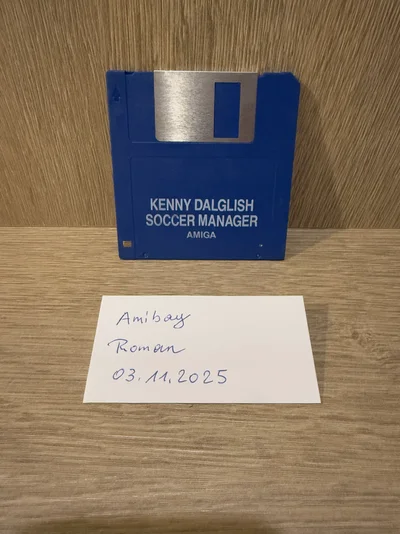 KENNY DALGLISH
SOCCER MANAGER
AMIGA
Amibay
Roman
03.11.2025